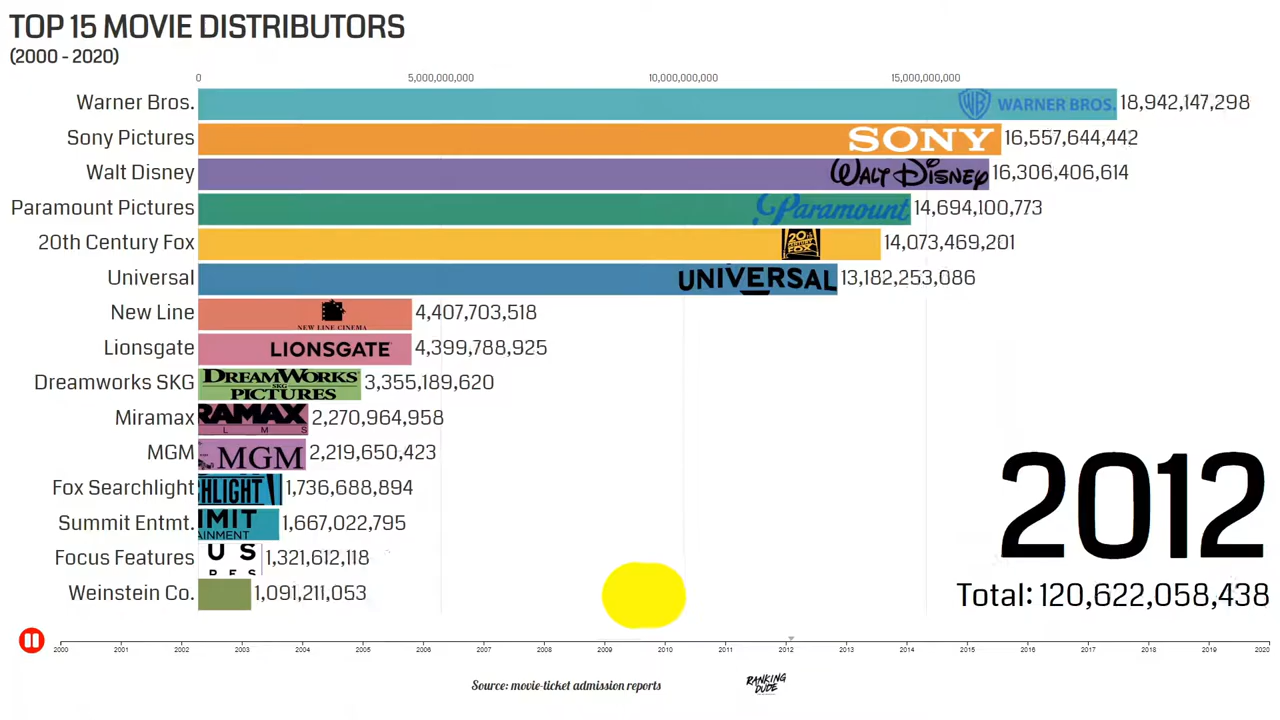 TOP 15 MOVIE DISTRIBUTORS
(2000 - 2020)
0 5,000,000,000 10,000,000,000 15,000,000,000
Warner Bros. WB WARNER BROS. 18,942,147,298
Sony Pictures SONY 16,557,644,442
Walt Disney WALT DISNEY 16,306,406,614
Paramount Pictures Paramount 14,694,100,773
20th Century Fox 20th CENTURY FOX 14,073,469,201
Universal UNIVERSAL 13,182,253,086
New Line NEW LINE CINEMA 4,407,703,518
Lionsgate LIONSGATE 4,399,788,925
Dreamworks SKG DREAMWORKS SKG PICTURES 3,355,189,620
Miramax RAMAX L M S 2,270,964,958
MGM MGM 2,219,650,423
Fox Searchlight CHLIGHT 1,736,688,894
Summit Entmt. MIT AINMENT 1,667,022,795
Focus Features U S R E S 1,321,612,118
Weinstein Co. 1,091,211,053
2012
Total: 120,622,058,438
2000 2001 2002 2003 2004 2005 2006 2007 2008 2009 2010 2011 2012 2013 2014 2015 2016 2017 2018 2019 2020
Source: movie-ticket admission reports
RANKING DUDE